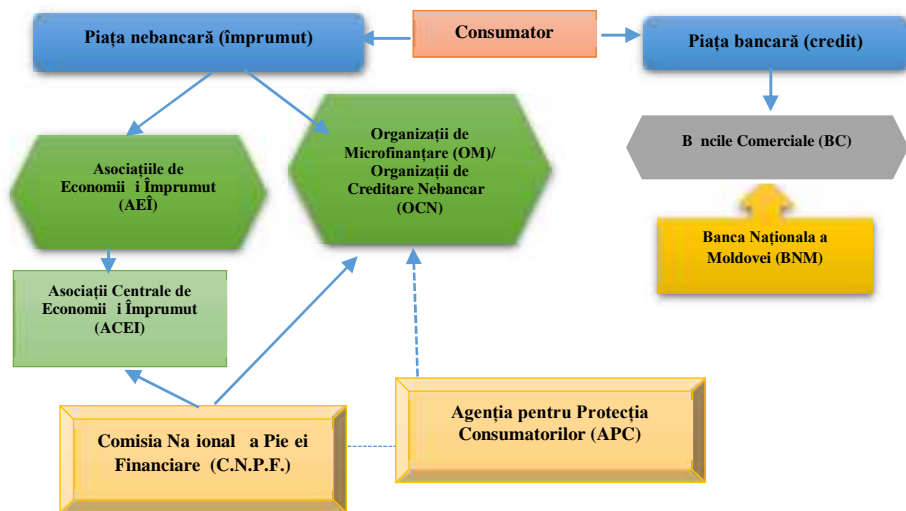 Piața nebancară (împrumut)
Consumator
Piața bancară (credit)
Asociațiile de
Economii i Împrumut
(AEÎ)
Organizații de
Microfinanțare (OM)/
Organizații de
Creditare Nebancar
(OCN)
B ncile Comerciale (BC)
Banca Naționala a
Moldovei (BNM)
Asociații Centrale de
Economii i Împrumut
(ACEI)
Comisia Na ional a Pie ei
Financiare (C.N.P.F.)
Agenția pentru Protecția
Consumatorilor (APC)